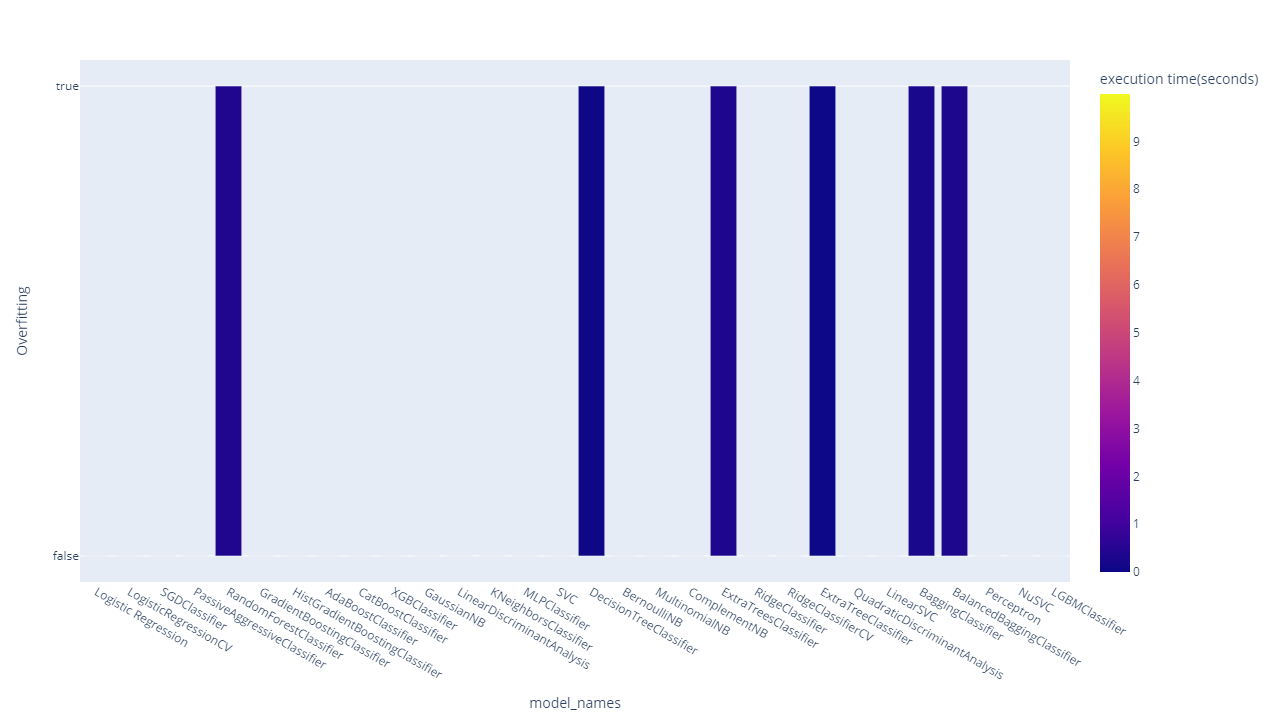 execution time(seconds)
true
false
Overfitting
9
8
7
6
5
4
3
2
1
0
Logistic Regression
LogisticRegressionCV
SGDClassifier
PassiveAggressiveClassifier
RandomForestClassifier
GradientBoostingClassifier
HistGradientBoostingClassifier
AdaBoostClassifier
CatBoostClassifier
XGBClassifier
GaussianNB
LinearDiscriminantAnalysis
KNeighborsClassifier
MLPClassifier
SVC
DecisionTreeClassifier
BernoulliNB
MultinomialNB
ComplementNB
ExtraTreesClassifier
RidgeClassifier
RidgeClassifierCV
ExtraTreeClassifier
QuadraticDiscriminantAnalysis
LinearSVC
BaggingClassifier
BalancedBaggingClassifier
Perceptron
NuSVC
LGBMClassifier
model_names